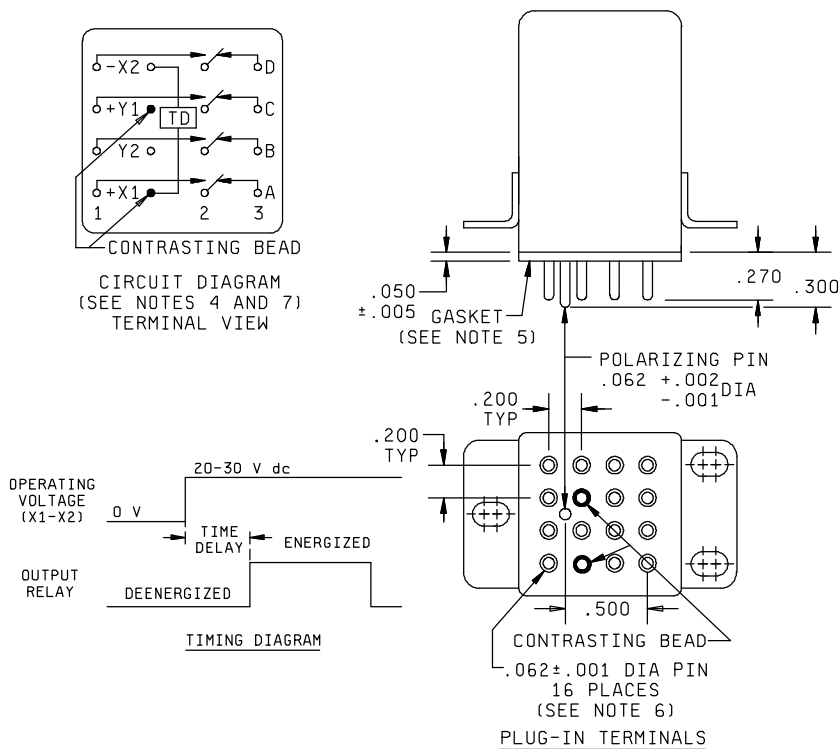 -X2 D
+Y1 TD C
Y2 B
+X1 A
1 2 3
CONTRASTING BEAD
CIRCUIT DIAGRAM
(SEE NOTES 4 AND 7)
TERMINAL VIEW
.050
±.005
GASKET
(SEE NOTE 5)
.270
.300
POLARIZING PIN
.062 +.002
-.001 DIA
.200
TYP
.200
TYP
.500
CONTRASTING BEAD
.062±.001 DIA PIN
16 PLACES
(SEE NOTE 6)
PLUG-IN TERMINALS
20-30 V dc
OPERATING
VOLTAGE
(X1-X2)
0 V
TIME
DELAY
ENERGIZED
OUTPUT
RELAY
DEENERGIZED
TIMING DIAGRAM